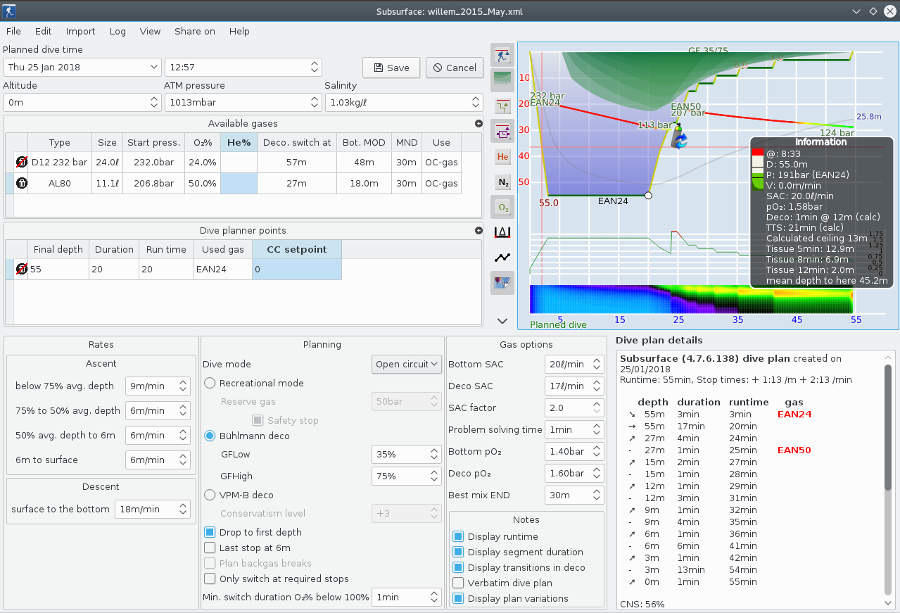 Subsurface: willem_2015_May.xml
File Edit Import Log View Share on Help
Planned dive time
Thu 25 Jan 2018 12:57 Save Cancel
Altitude ATM pressure Salinity
0m 1013mbar 1.03kg/ℓ
Available gases
Type Size Start press. O₂% He% Deco. switch at Bot. MOD MND Use
D12 232 bar 24.0ℓ 232.0bar 24.0% 57m 48m 30m OC-gas
AL80 11.1ℓ 206.8bar 50.0% 27m 18.0m 30m OC-gas
Dive planner points
Final depth Duration Run time Used gas CC setpoint
55 20 20 EAN24 0
He
N₂
O₂
GF 35/75
10
20
30
40
50
232 bar
EAN24
EAN50
207 bar
113 bar
25.8m
124 bar
55.0
EAN24
Information
@: 8:33
D: 55.0m
P: 191bar (EAN24)
V: 0.0m/min
SAC: 20.0ℓ/min
pO₂: 1.58bar
Deco: 1min @ 12m (calc)
TTS: 21min (calc)
Calculated ceiling 13m
Tissue 5min: 12.9m
Tissue 8min: 6.9m
Tissue 12min: 2.0m
mean depth to here 45.2m
5 15 25 35 45 55
Planned dive
Rates
Ascent
below 75% avg. depth 9m/min
75% to 50% avg. depth 6m/min
50% avg. depth to 6m 6m/min
6m to surface 6m/min
Descent
surface to the bottom 18m/min
Planning
Dive mode Open circuit
Recreational mode
Reserve gas 50bar
Safety stop
Bühlmann deco
GFLow 35%
GFHigh 75%
VPM-B deco
Conservatism level +3
Drop to first depth
Last stop at 6m
Plan backgas breaks
Only switch at required stops
Min. switch duration O₂% below 100% 1min
Gas options
Bottom SAC 20ℓ/min
Deco SAC 17ℓ/min
SAC factor 2.0
Problem solving time 1min
Bottom pO₂ 1.40bar
Deco pO₂ 1.60bar
Best mix END 30m
Notes
Display runtime
Display segment duration
Display transitions in deco
Verbatim dive plan
Display plan variations
Dive plan details
Subsurface (4.7.6.138) dive plan created on
25/01/2018
Runtime: 55min, Stop times: + 1:13 /m + 2:13 /min
depth duration runtime gas
➘ 55m 3min 3min EAN24
→ 55m 17min 20min
➚ 27m 4min 24min
- 27m 1min 25min EAN50
➚ 15m 2min 27min
- 15m 1min 28min
➚ 12m 1min 29min
- 12m 3min 31min
➚ 9m 1min 32min
- 9m 4min 35min
➚ 6m 1min 36min
- 6m 6min 41min
➚ 3m 1min 42min
- 3m 13min 54min
➚ 0m 1min 55min
CNS: 56%